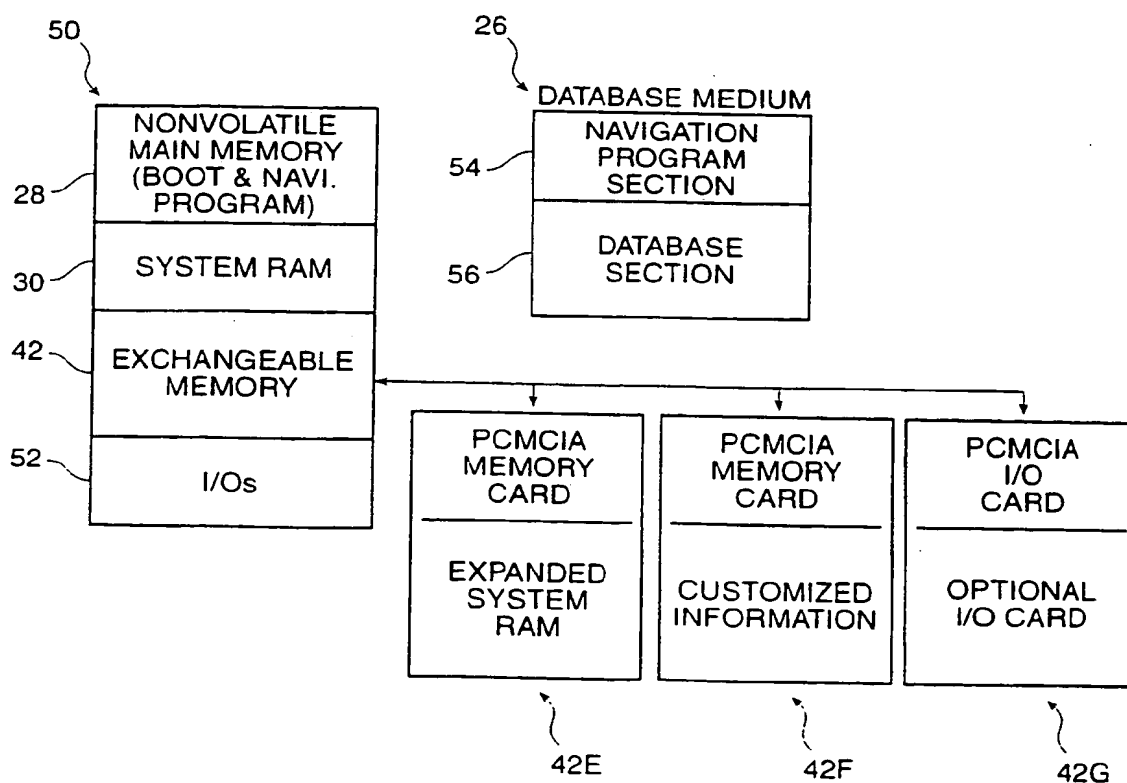 50
NONVOLATILE
MAIN MEMORY
(BOOT & NAVI.
PROGRAM)
28
SYSTEM RAM
30
42
EXCHANGEABLE
MEMORY
52
I/Os
26
DATABASE MEDIUM
NAVIGATION
PROGRAM
SECTION
54
DATABASE
SECTION
56
PCMCIA
MEMORY
CARD
EXPANDED
SYSTEM
RAM
42E
PCMCIA
MEMORY
CARD
CUSTOMIZED
INFORMATION
42F
PCMCIA
I/O
CARD
OPTIONAL
I/O CARD
42G